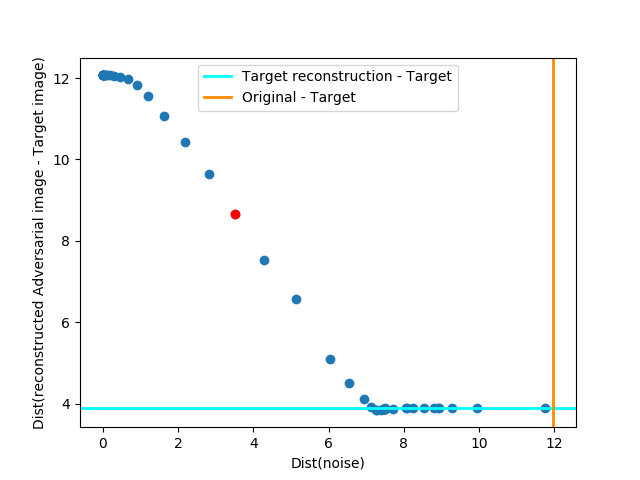 Target reconstruction - Target
Original - Target
Dist(reconstructed Adversarial image - Target image)
12
10
8
6
4
0 2 4 6 8 10 12
Dist(noise)